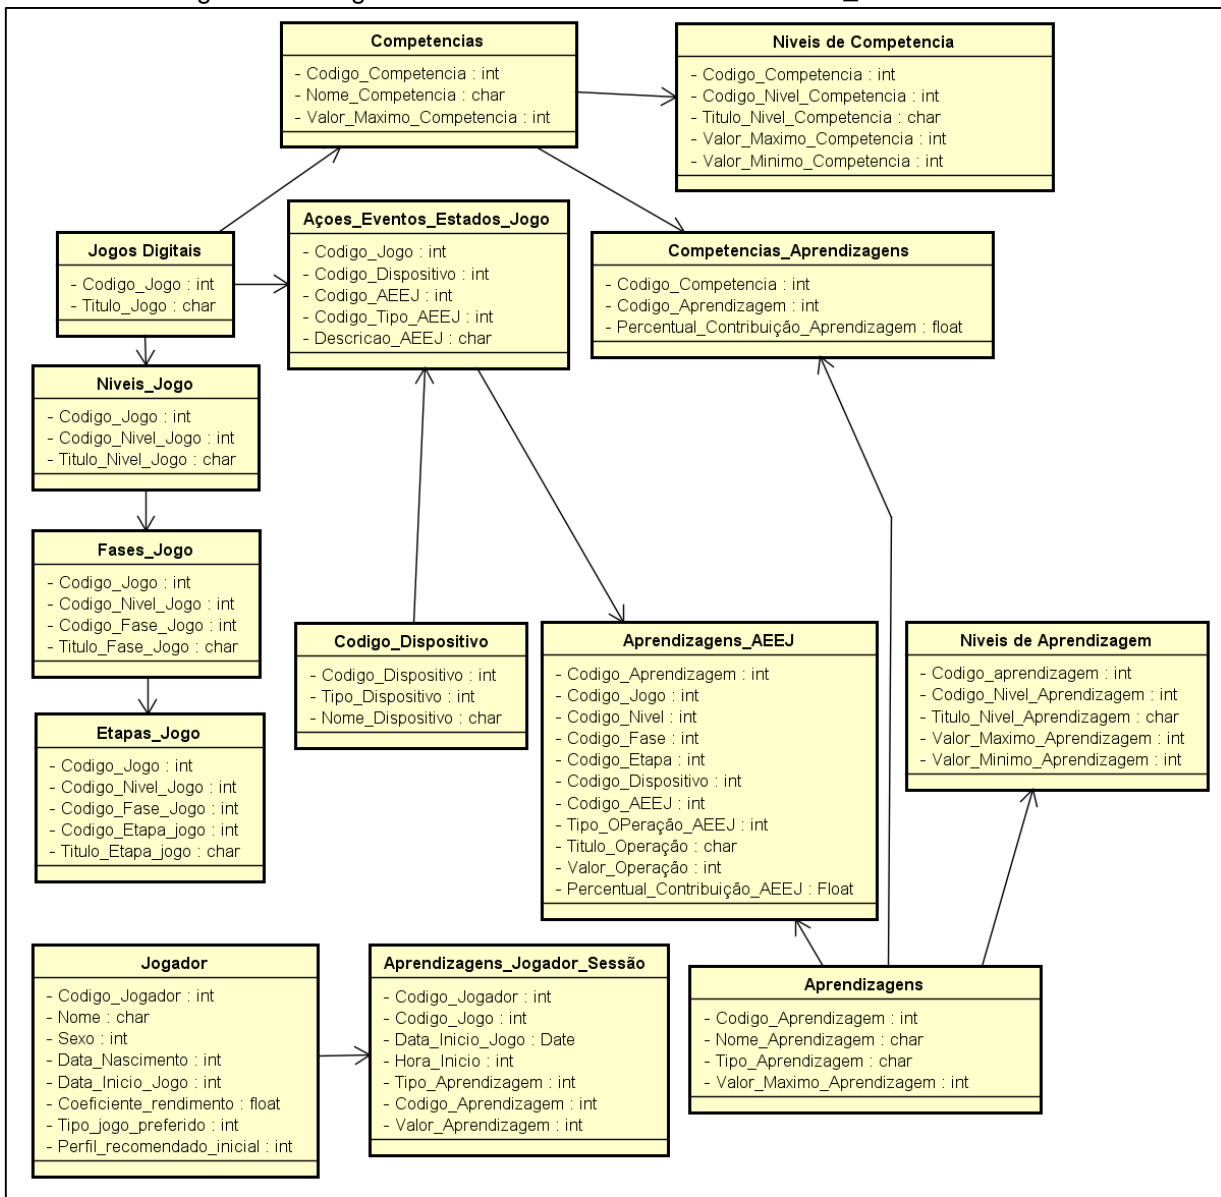 Competencias
- Codigo_Competencia : int
- Nome_Competencia : char
- Valor_Maximo_Competencia : int
Niveis de Competencia
- Codigo_Competencia : int
- Codigo_Nivel_Competencia : int
- Titulo_Nivel_Competencia : char
- Valor_Maximo_Competencia : int
- Valor_Minimo_Competencia : int
Jogos Digitais
- Codigo_Jogo : int
- Titulo_Jogo : char
Açoes_Eventos_Estados_Jogo
- Codigo_Jogo : int
- Codigo_Dispositivo : int
- Codigo_AEEJ : int
- Codigo_Tipo_AEEJ : int
- Descricao_AEEJ : char
Competencias_Aprendizagens
- Codigo_Competencia : int
- Codigo_Aprendizagem : int
- Percentual_Contribuição_Aprendizagem : float
Niveis_Jogo
- Codigo_Jogo : int
- Codigo_Nivel_Jogo : int
- Titulo_Nivel_Jogo : char
Fases_Jogo
- Codigo_Jogo : int
- Codigo_Nivel_Jogo : int
- Codigo_Fase_Jogo : int
- Titulo_Fase_Jogo : char
Etapas_Jogo
- Codigo_Jogo : int
- Codigo_Nivel_Jogo : int
- Codigo_Fase_Jogo : int
- Codigo_Etapa_jogo : int
- Titulo_Etapa_jogo : char
Codigo_Dispositivo
- Codigo_Dispositivo : int
- Tipo_Dispositivo : int
- Nome_Dispositivo : char
Aprendizagens_AEEJ
- Codigo_Aprendizagem : int
- Codigo_Jogo : int
- Codigo_Nivel : int
- Codigo_Fase : int
- Codigo_Etapa : int
- Codigo_Dispositivo : int
- Codigo_AEEJ : int
- Tipo_OPeração_AEEJ : int
- Titulo_Operação : char
- Valor_Operação : int
- Percentual_Contribuição_AEEJ : Float
Niveis de Aprendizagem
- Codigo_aprendizagem : int
- Codigo_Nivel_Aprendizagem : int
- Titulo_Nivel_Aprendizagem : char
- Valor_Maximo_Aprendizagem : int
- Valor_Minimo_Aprendizagem : int
Jogador
- Codigo_Jogador : int
- Nome : char
- Sexo : int
- Data_Nascimento : int
- Data_Inicio_Jogo : int
- Coeficiente_rendimento : float
- Tipo_jogo_preferido : int
- Perfil_recomendado_inicial : int
Aprendizagens_Jogador_Sessão
- Codigo_Jogador : int
- Codigo_Jogo : int
- Data_Inicio_Jogo : Date
- Hora_Inicio : int
- Tipo_Aprendizagem : int
- Codigo_Aprendizagem : int
- Valor_Aprendizagem : int
Aprendizagens
- Codigo_Aprendizagem : int
- Nome_Aprendizagem : char
- Tipo_Aprendizagem : char
- Valor_Maximo_Aprendizagem : int